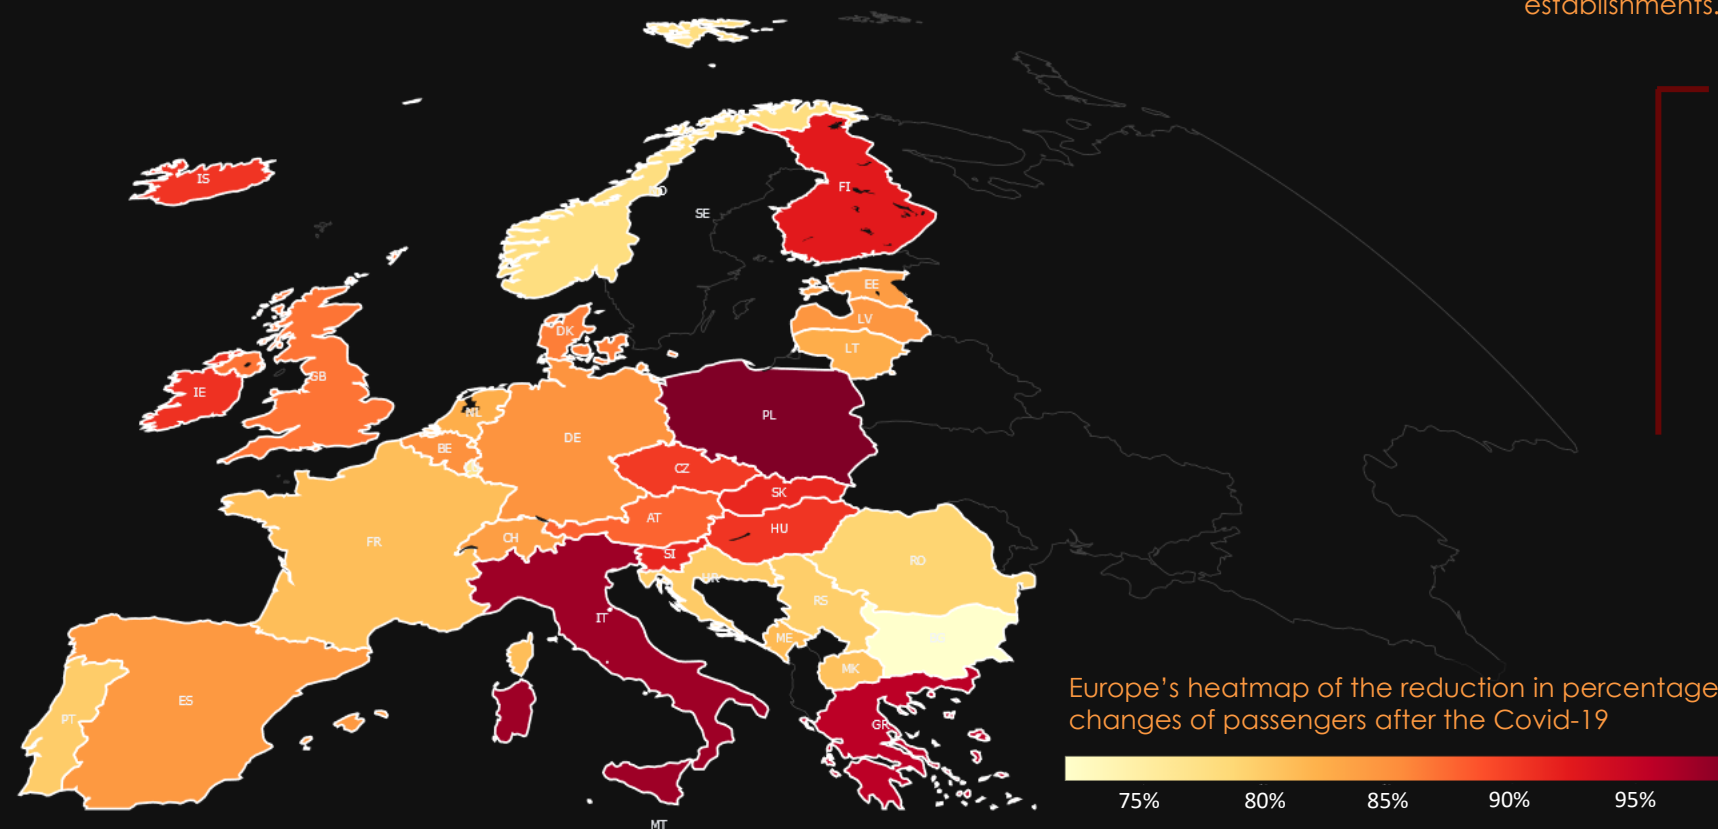 establishments.
IS
NO
SE
FI
EE
LV
LT
DK
GB
IE
NL
BE
DE
PL
CZ
SK
AT
HU
FR
CH
SI
HR
RO
RS
IT
ME
BG
MK
ES
PT
GR
MT
Europe’s heatmap of the reduction in percentage
changes of passengers after the Covid-19
75% 80% 85% 90% 95%